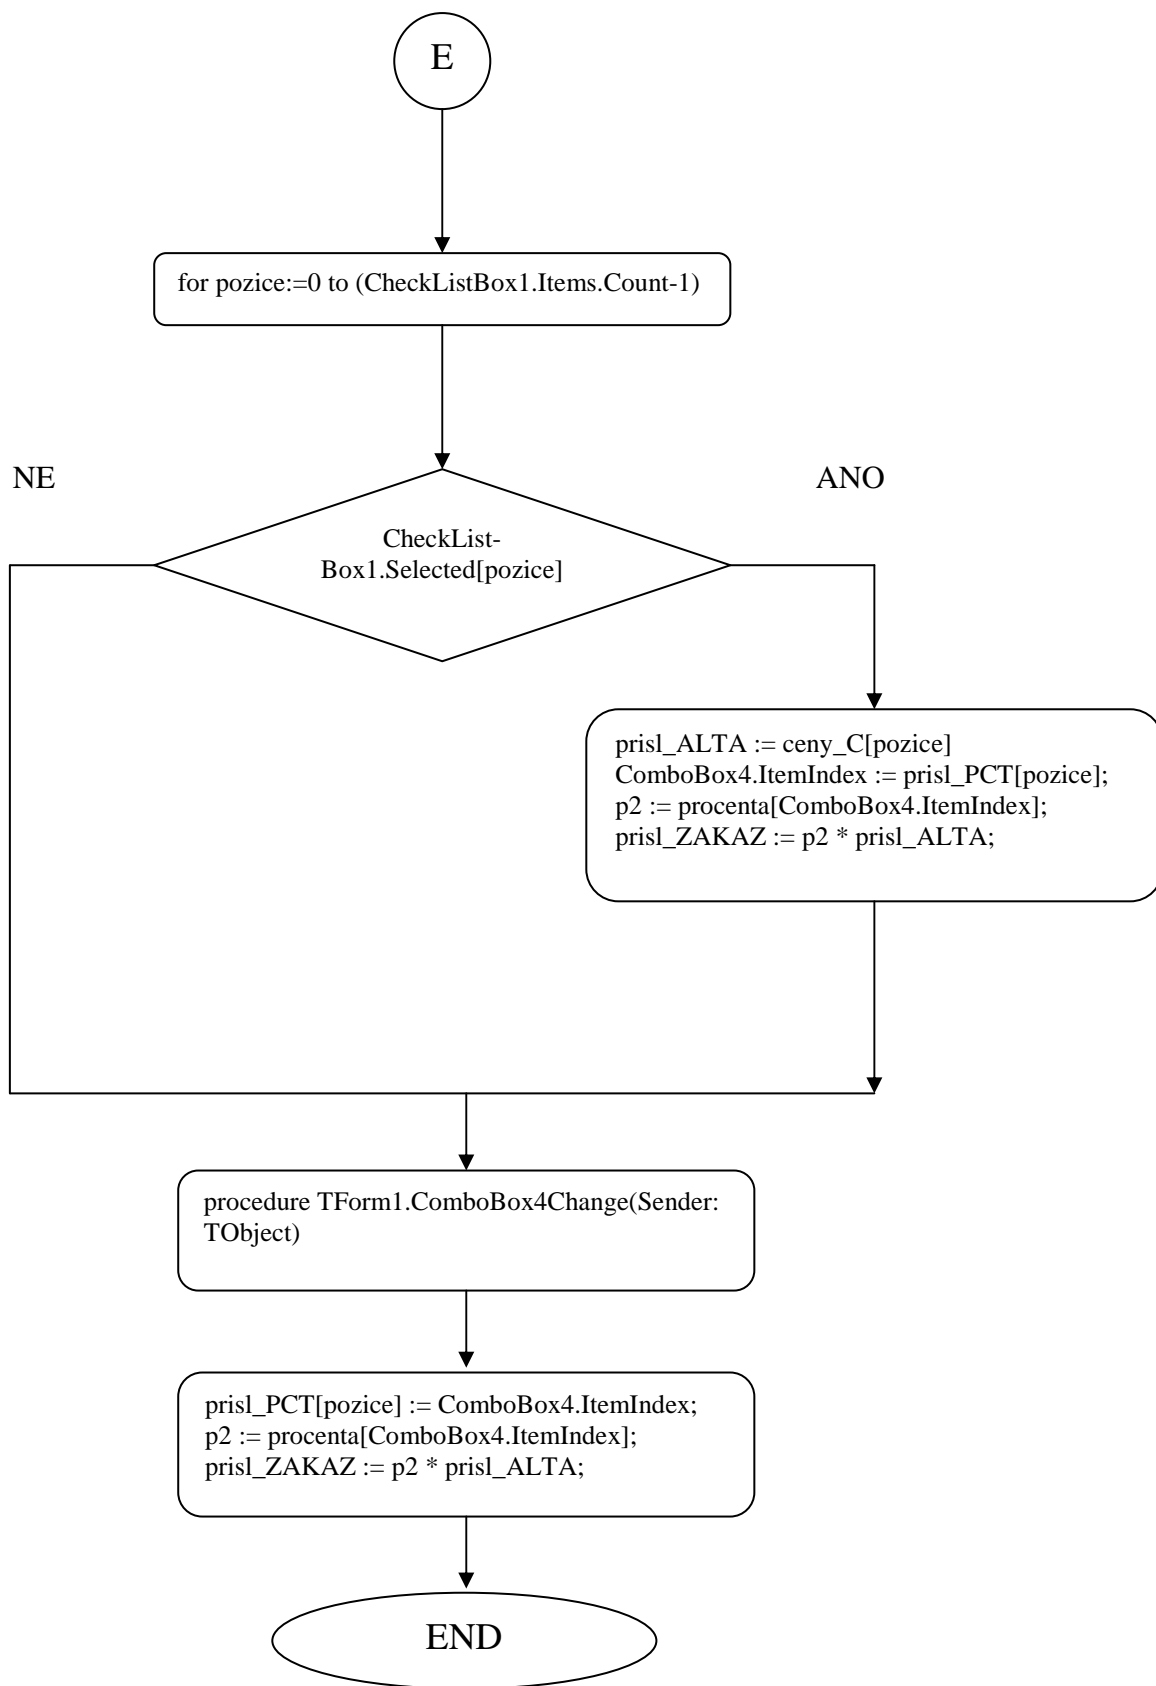 E
for pozice:=0 to (CheckListBox1.Items.Count-1)
NE
ANO
CheckList-
Box1.Selected[pozice]
prisl_ALTA := ceny_C[pozice]
ComboBox4.ItemIndex := prisl_PCT[pozice];
p2 := procenta[ComboBox4.ItemIndex];
prisl_ZAKAZ := p2 * prisl_ALTA;
procedure TForm1.ComboBox4Change(Sender:
TObject)
prisl_PCT[pozice] := ComboBox4.ItemIndex;
p2 := procenta[ComboBox4.ItemIndex];
prisl_ZAKAZ := p2 * prisl_ALTA;
END